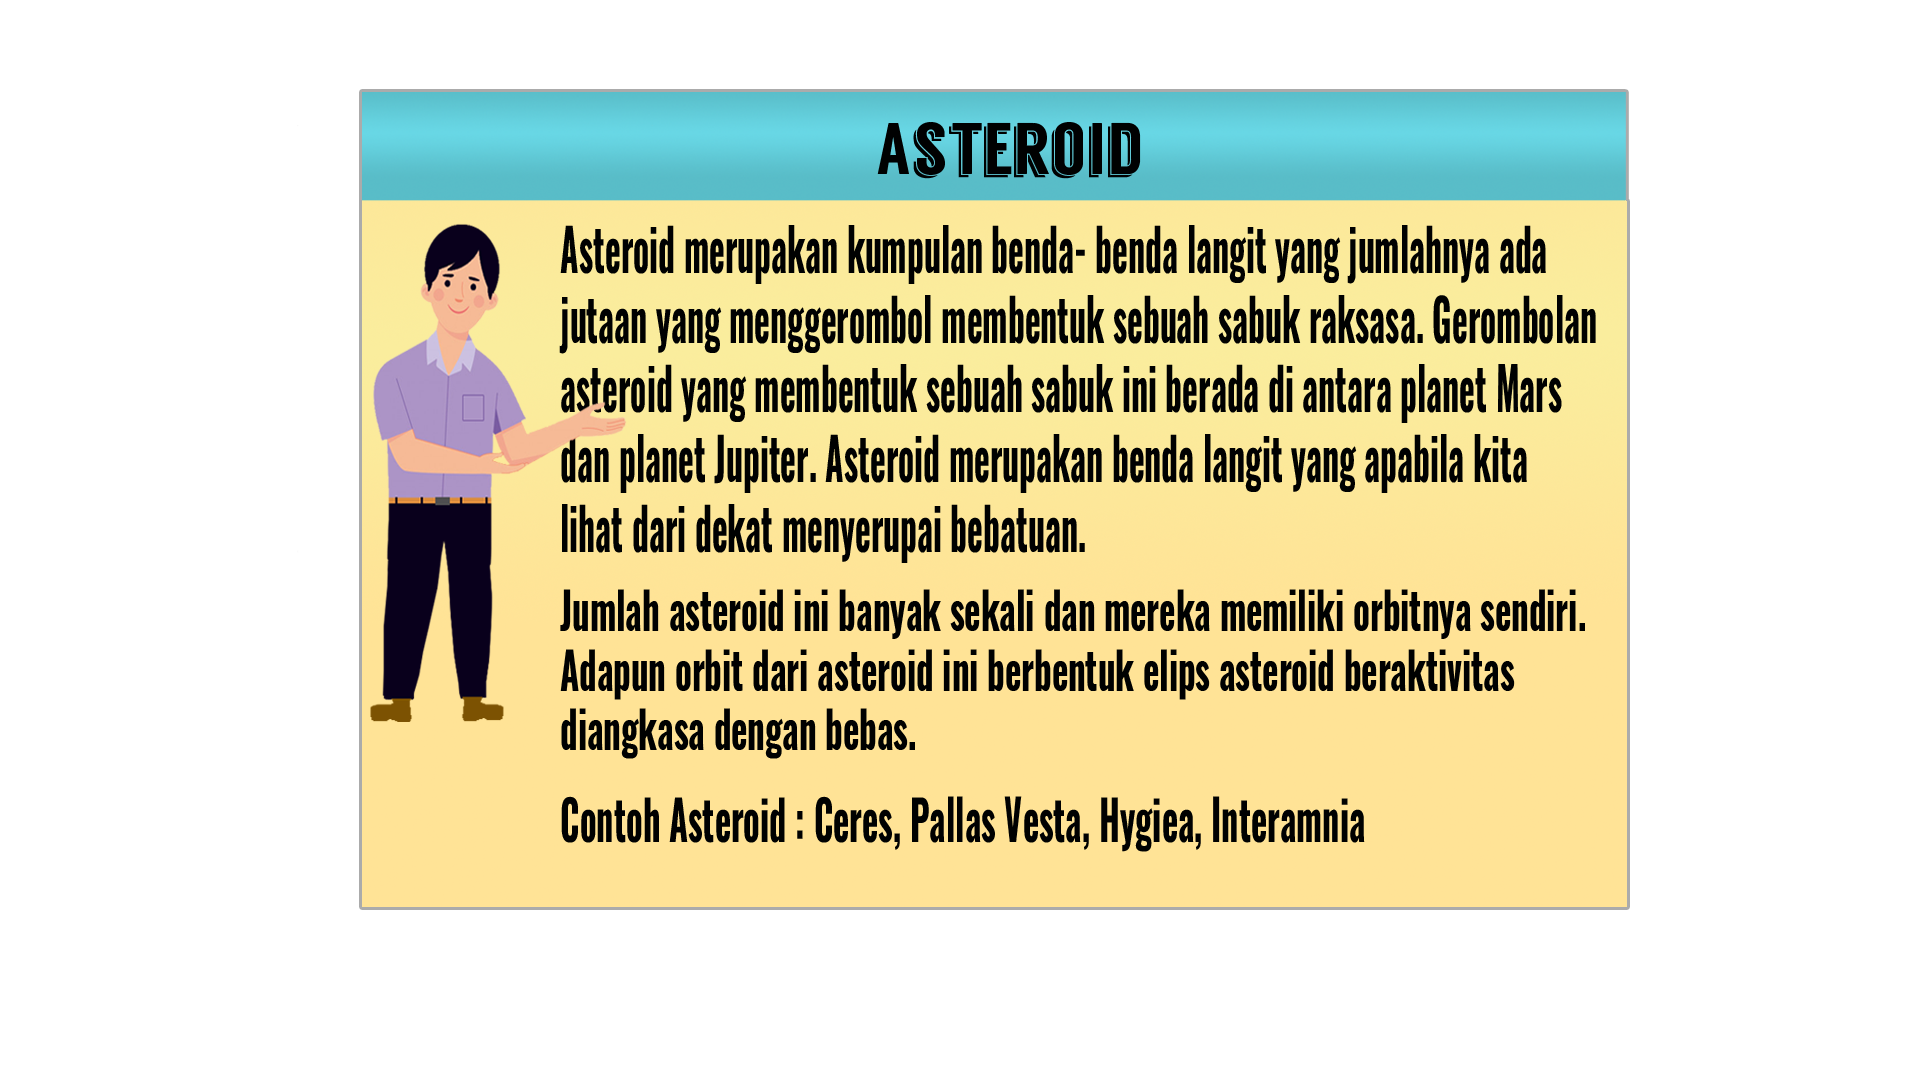 ASTEROID
Asteroid merupakan kumpulan benda- benda langit yang jumlahnya ada
jutaan yang menggerombol membentuk sebuah sabuk raksasa. Gerombolan
asteroid yang membentuk sebuah sabuk ini berada di antara planet Mars
dan planet Jupiter. Asteroid merupakan benda langit yang apabila kita
lihat dari dekat menyerupai bebatuan.
Jumlah asteroid ini banyak sekali dan mereka memiliki orbitnya sendiri.
Adapun orbit dari asteroid ini berbentuk elips asteroid beraktivitas
diangkasa dengan bebas.
Contoh Asteroid : Ceres, Pallas Vesta, Hygiea, Interamnia